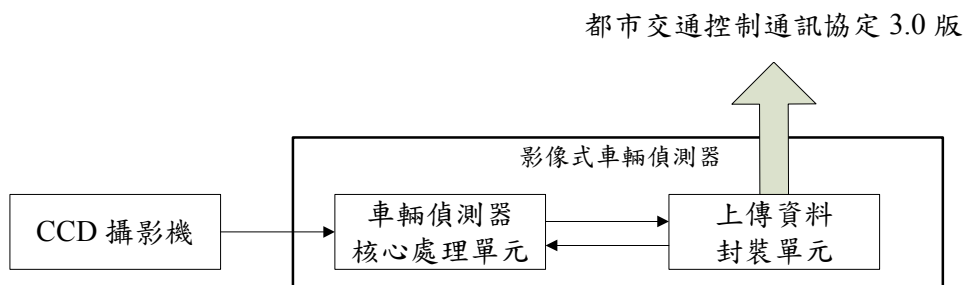 都市交通控制通訊協定 3.0 版
影像式車輛偵測器
CCD 攝影機
車輛偵測器
核心處理單元
上傳資料
封裝單元